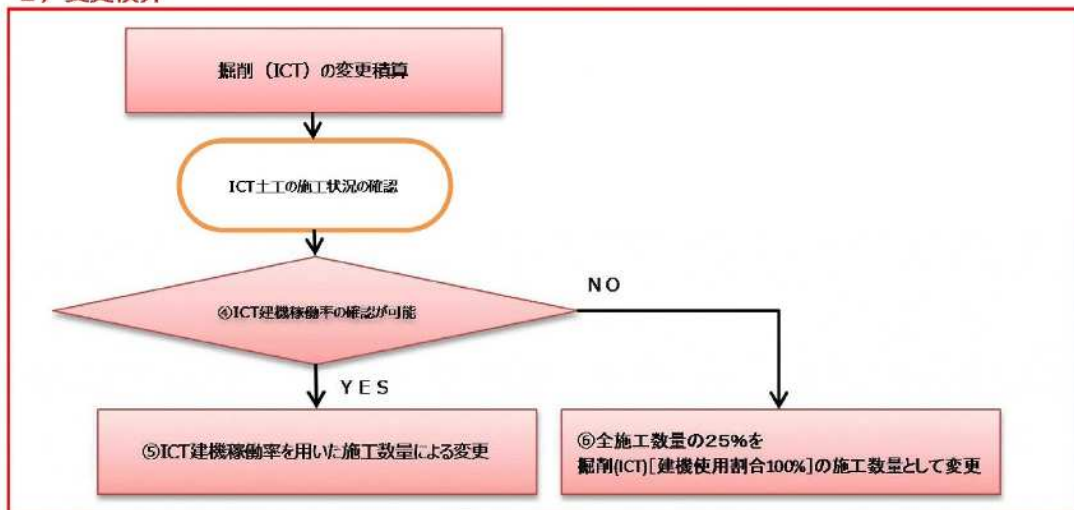 掘削（ICT）の変更積算
ICT土工の施工状況の確認
④ICT建機稼働率の確認が可能
NO
YES
⑤ICT建機稼働率を用いた施工数量による変更
⑥全施工数量の25%を
掘削(ICT)[建機使用割合100%]の施工数量として変更